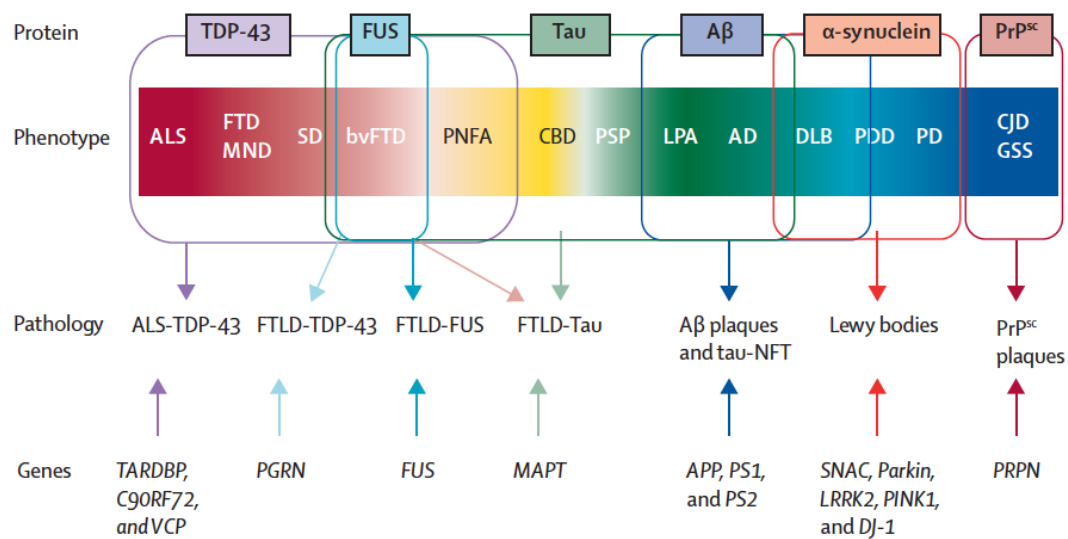 Protein
TDP-43
FUS
Tau
Aβ
α-synuclein
PrPsc
Phenotype
ALS
FTD
MND
SD
bvFTD
PNFA
CBD
PSP
LPA
AD
DLB
PDD
PD
CJD
GSS
Pathology
ALS-TDP-43
FTLD-TDP-43
FTLD-FUS
FTLD-Tau
Aβ plaques
and tau-NFT
Lewy bodies
PrPsc
plaques
Genes
TARDBP,
C90RF72,
and VCP
PGRN
FUS
MAPT
APP, PS1,
and PS2
SNAC, Parkin,
LRRK2, PINK1,
and DJ-1
PRPN